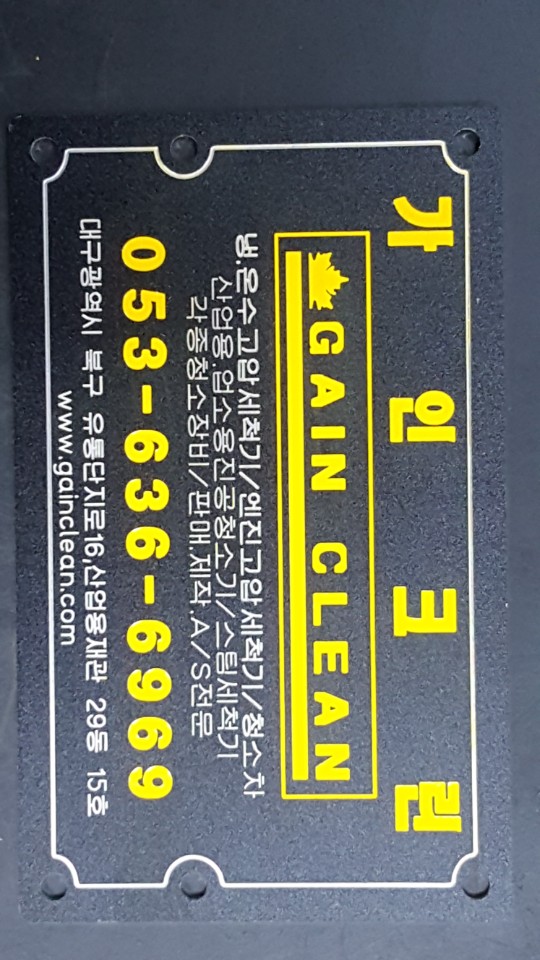 가인크린
GAIN CLEAN
냉.온수고압세척기/엔진고압세척기/청소차
산업용.업소용진공청소기/스팀세척기
각종청소장비/판매.제작.A/S전문
053-636-6969
대구광역시 북구 유통단지로16,산업용재관 29동 15호
www.gainclean.com